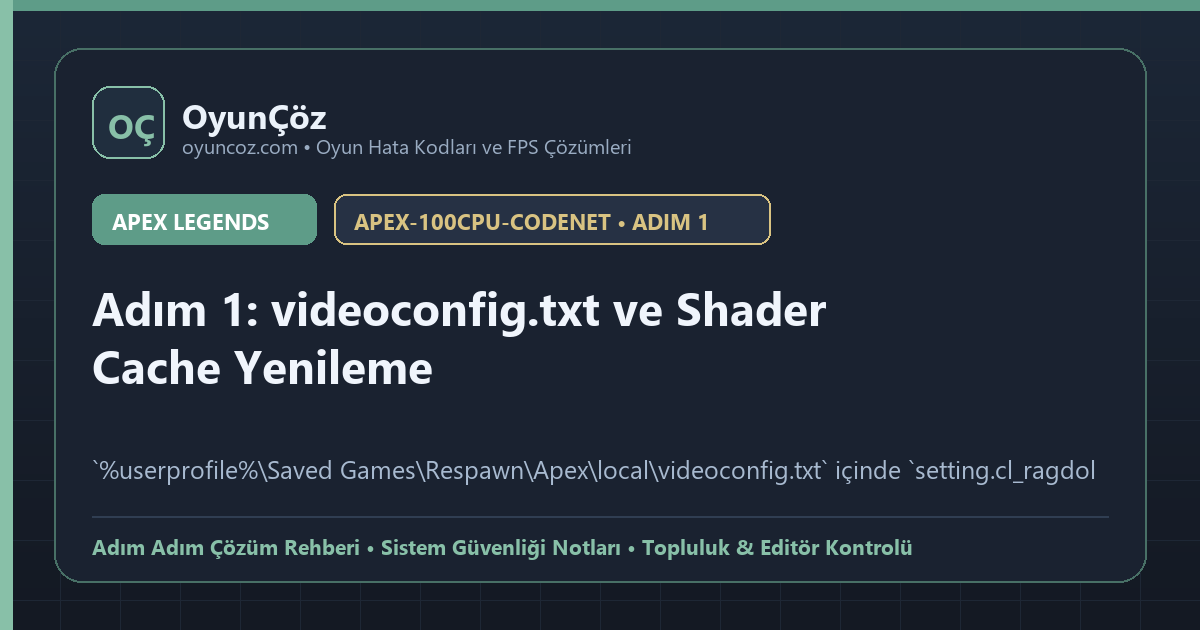 OÇ
OyunÇöz
oyuncoz.com • Oyun Hata Kodları ve FPS Çözümleri
APEX LEGENDS
APEX-100CPU-CODENET • ADIM 1
Adım 1: videoconfig.txt ve Shader
Cache Yenileme
`%userprofile%\Saved Games\Respawn\Apex\local\videoconfig.txt` içinde `setting.cl_ragdol
Adım Adım Çözüm Rehberi • Sistem Güvenliği Notları • Topluluk & Editör Kontrolü